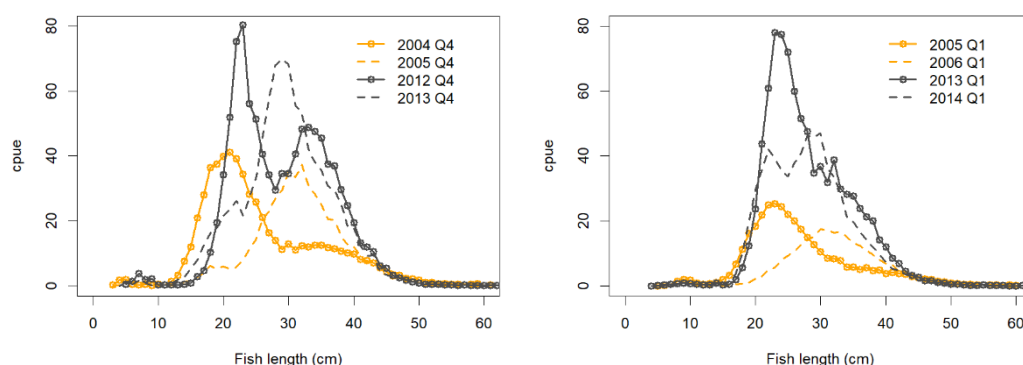 80
60
40
20
0
cpue
2004 Q4
2005 Q4
2012 Q4
2013 Q4
0 10 20 30 40 50 60
Fish length (cm)
80
60
40
20
0
cpue
2005 Q1
2006 Q1
2013 Q1
2014 Q1
0 10 20 30 40 50 60
Fish length (cm)